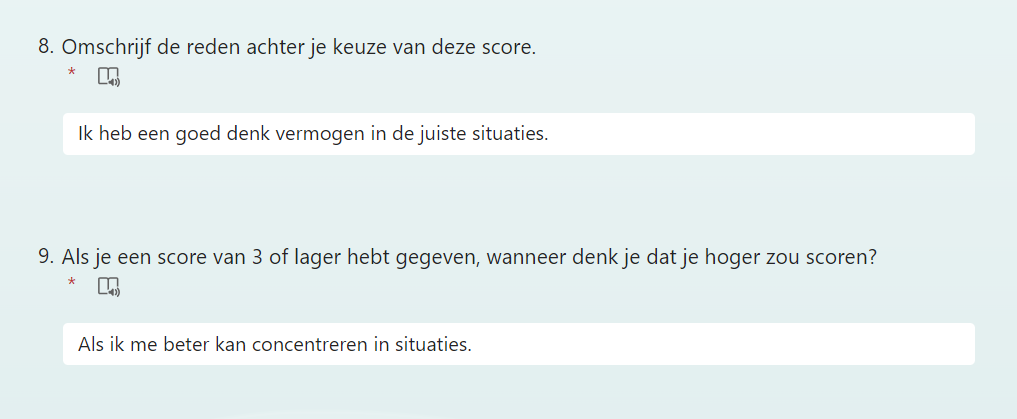 8. Omschrijf de reden achter je keuze van deze score.
*
Ik heb een goed denk vermogen in de juiste situaties.
9. Als je een score van 3 of lager hebt gegeven, wanneer denk je dat je hoger zou scoren?
*
Als ik me beter kan concentreren in situaties.